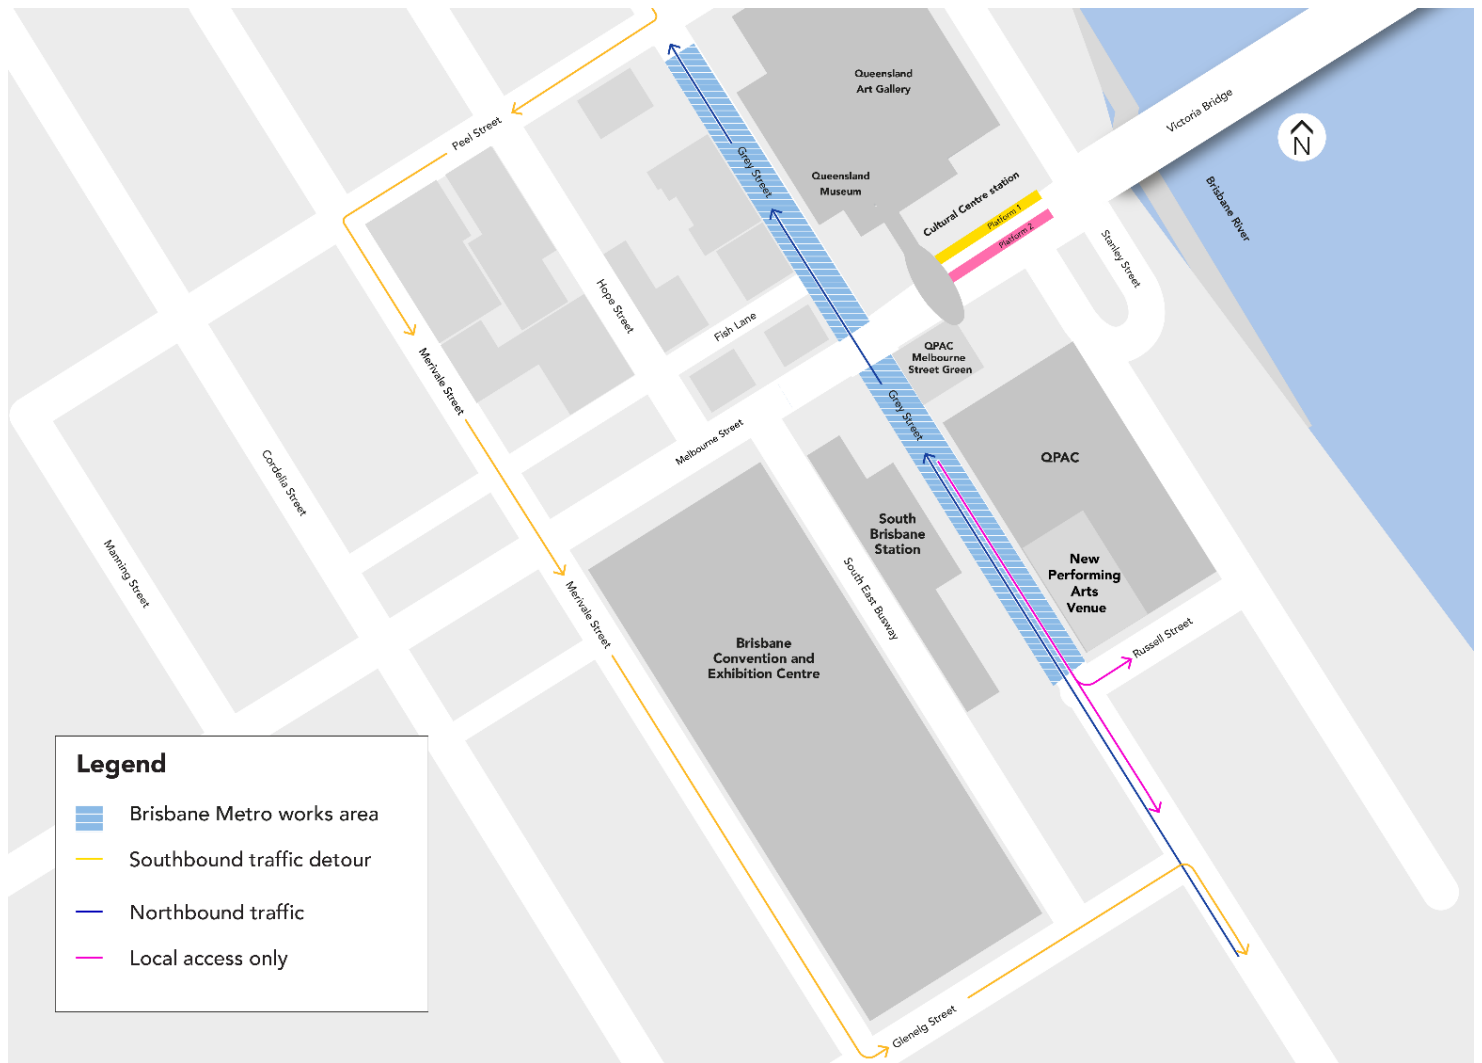 Queensland
Art Gallery
Victoria Bridge
N
Peel Street
Grey Street
Queensland
Museum
Cultural Centre station
Platform 1
Platform 2
Brisbane River
Stanley Street
Hope Street
Fish Lane
QPAC
Melbourne
Street Green
Merivale Street
Grey Street
Melbourne Street
QPAC
Cordelia Street
South
Brisbane
Station
Manning Street
South East Busway
New
Performing
Arts
Venue
Merivale Street
Russell Street
Brisbane
Convention and
Exhibition Centre
Legend
Brisbane Metro works area
Southbound traffic detour
Northbound traffic
Local access only
Glenelg Street